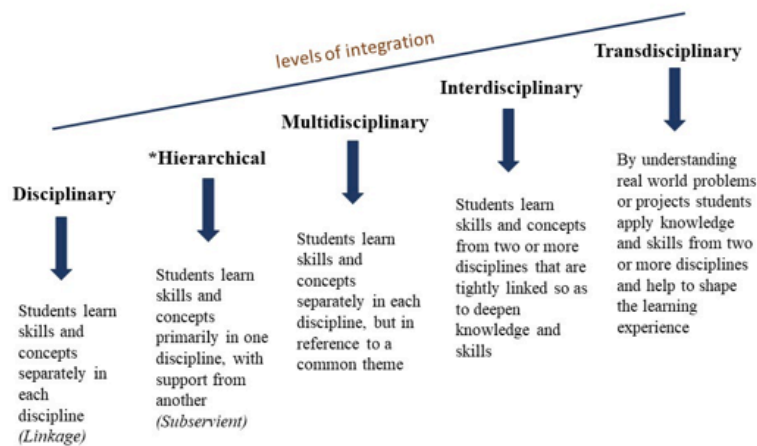 levels of integration
Disciplinary
Students learn
skills and
concepts
separately in
each
discipline
(Linkage)
*Hierarchical
Students learn
skills and
concepts
primarily in one
discipline, with
support from
another
(Subservient)
Multidisciplinary
Students learn
skills and
concepts
separately in each
discipline, but in
reference to a
common theme
Interdisciplinary
Students learn
skills and concepts
from two or more
disciplines that are
tightly linked so as
to deepen
knowledge and
skills
Transdisciplinary
By understanding
real world problems
or projects students
apply knowledge
and skills from two
or more disciplines
and help to shape
the learning
experience